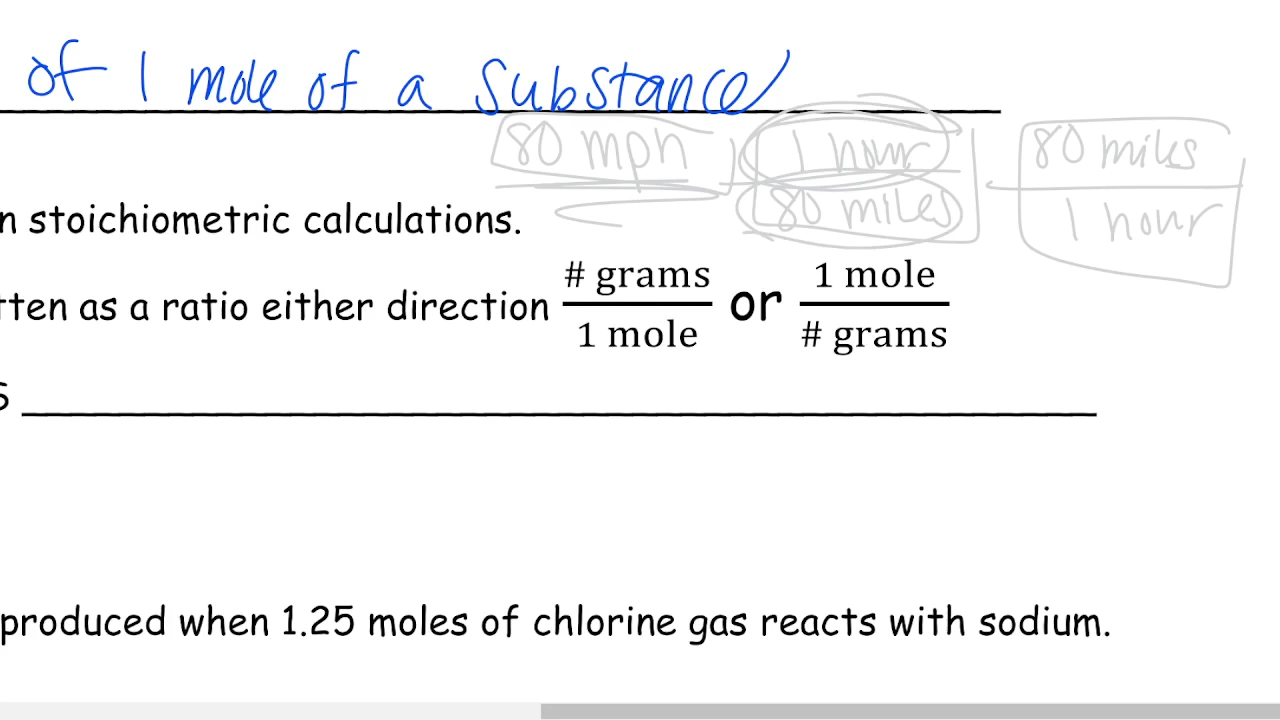 of 1 mole of a substance
80 mph 1 hour 80 miles
80 miles 1 hour
n stoichiometric calculations.
tten as a ratio either direction # grams / 1 mole or 1 mole / # grams
s
produced when 1.25 moles of chlorine gas reacts with sodium.